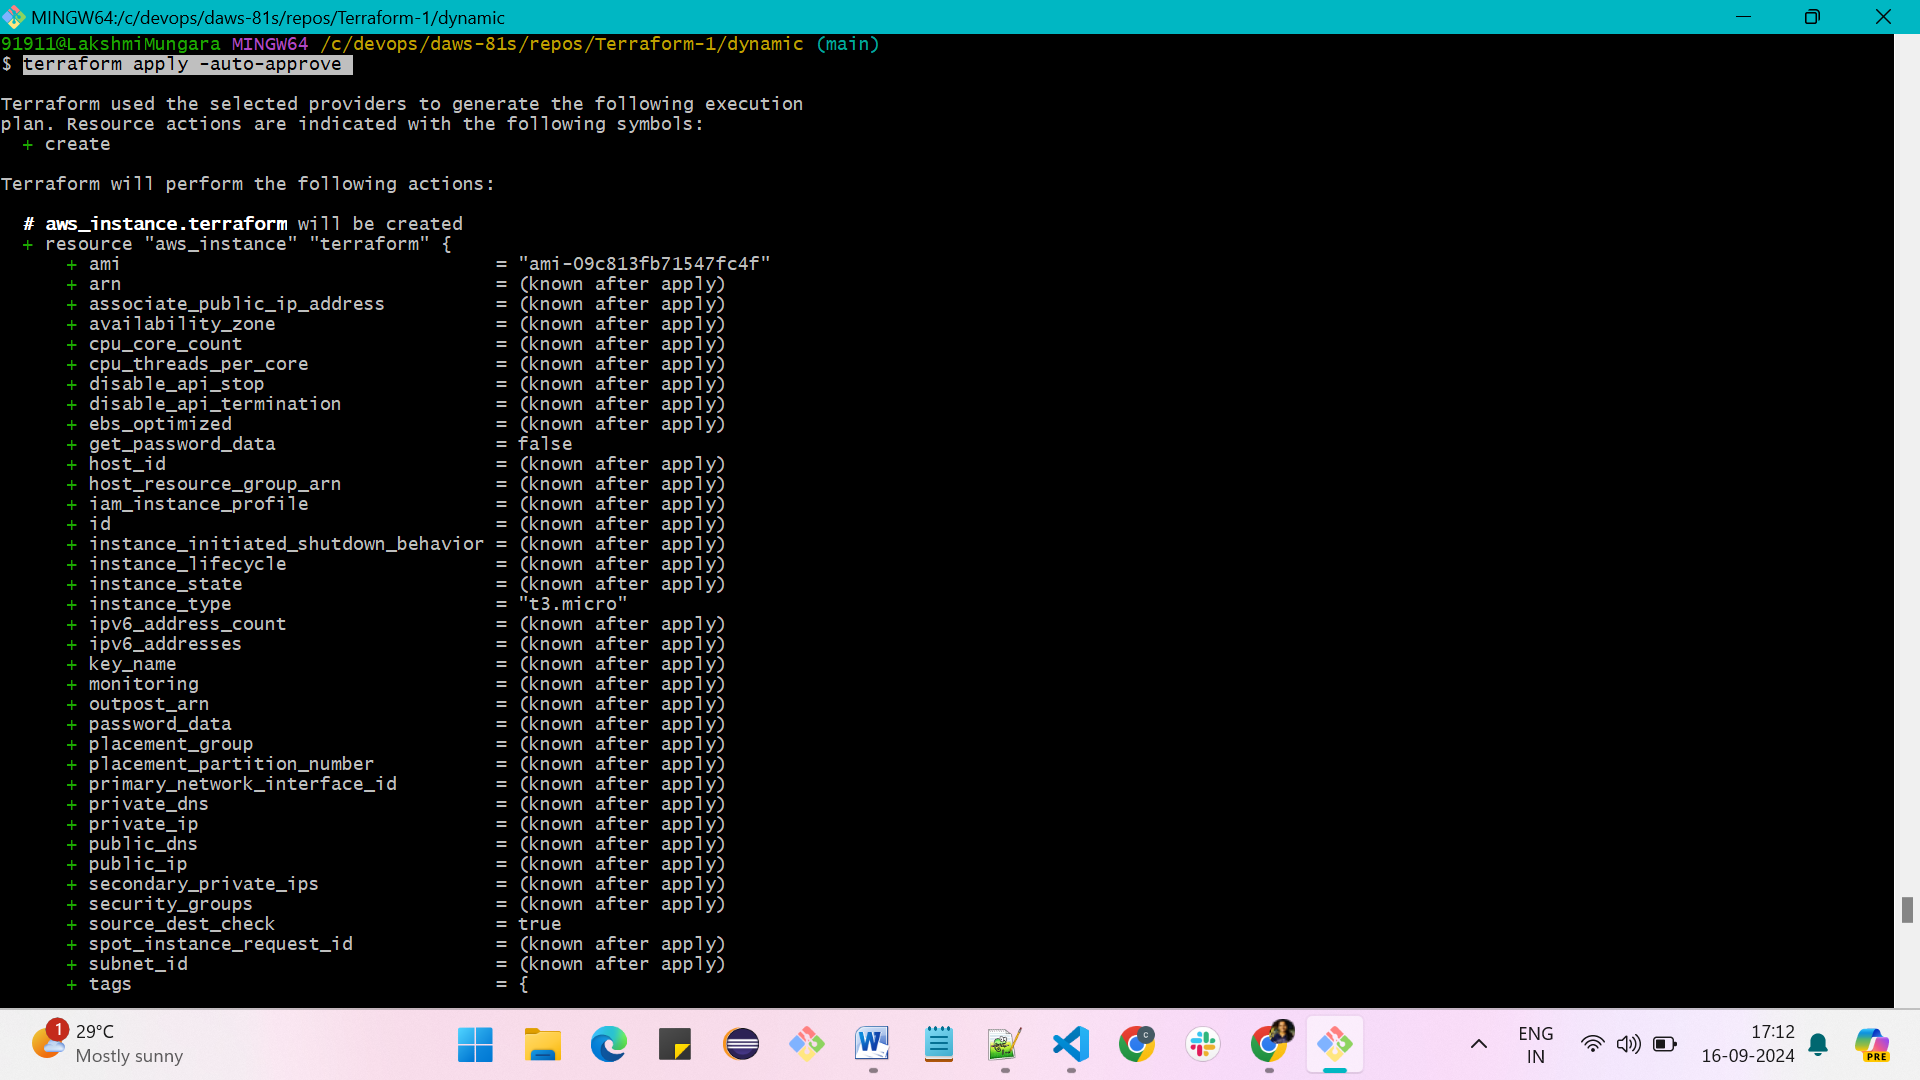 MINGW64:/c/devops/daws-81s/repos/Terraform-1/dynamic
91911@LakshmiMungara MINGW64 /c/devops/daws-81s/repos/Terraform-1/dynamic (main)
$ terraform apply -auto-approve
Terraform used the selected providers to generate the following execution
plan. Resource actions are indicated with the following symbols:
+ create
Terraform will perform the following actions:
# aws_instance.terraform will be created
+ resource "aws_instance" "terraform" {
+ ami = "ami-09c813fb71547fc4f"
+ arn = (known after apply)
+ associate_public_ip_address = (known after apply)
+ availability_zone = (known after apply)
+ cpu_core_count = (known after apply)
+ cpu_threads_per_core = (known after apply)
+ disable_api_stop = (known after apply)
+ disable_api_termination = (known after apply)
+ ebs_optimized = (known after apply)
+ get_password_data = false
+ host_id = (known after apply)
+ host_resource_group_arn = (known after apply)
+ iam_instance_profile = (known after apply)
+ id = (known after apply)
+ instance_initiated_shutdown_behavior = (known after apply)
+ instance_lifecycle = (known after apply)
+ instance_state = (known after apply)
+ instance_type = "t3.micro"
+ ipv6_address_count = (known after apply)
+ ipv6_addresses = (known after apply)
+ key_name = (known after apply)
+ monitoring = (known after apply)
+ outpost_arn = (known after apply)
+ password_data = (known after apply)
+ placement_group = (known after apply)
+ placement_partition_number = (known after apply)
+ primary_network_interface_id = (known after apply)
+ private_dns = (known after apply)
+ private_ip = (known after apply)
+ public_dns = (known after apply)
+ public_ip = (known after apply)
+ secondary_private_ips = (known after apply)
+ security_groups = (known after apply)
+ source_dest_check = true
+ spot_instance_request_id = (known after apply)
+ subnet_id = (known after apply)
+ tags = {
1
29°C
Mostly sunny
W
c
ENG
IN
17:12
16-09-2024
PRE